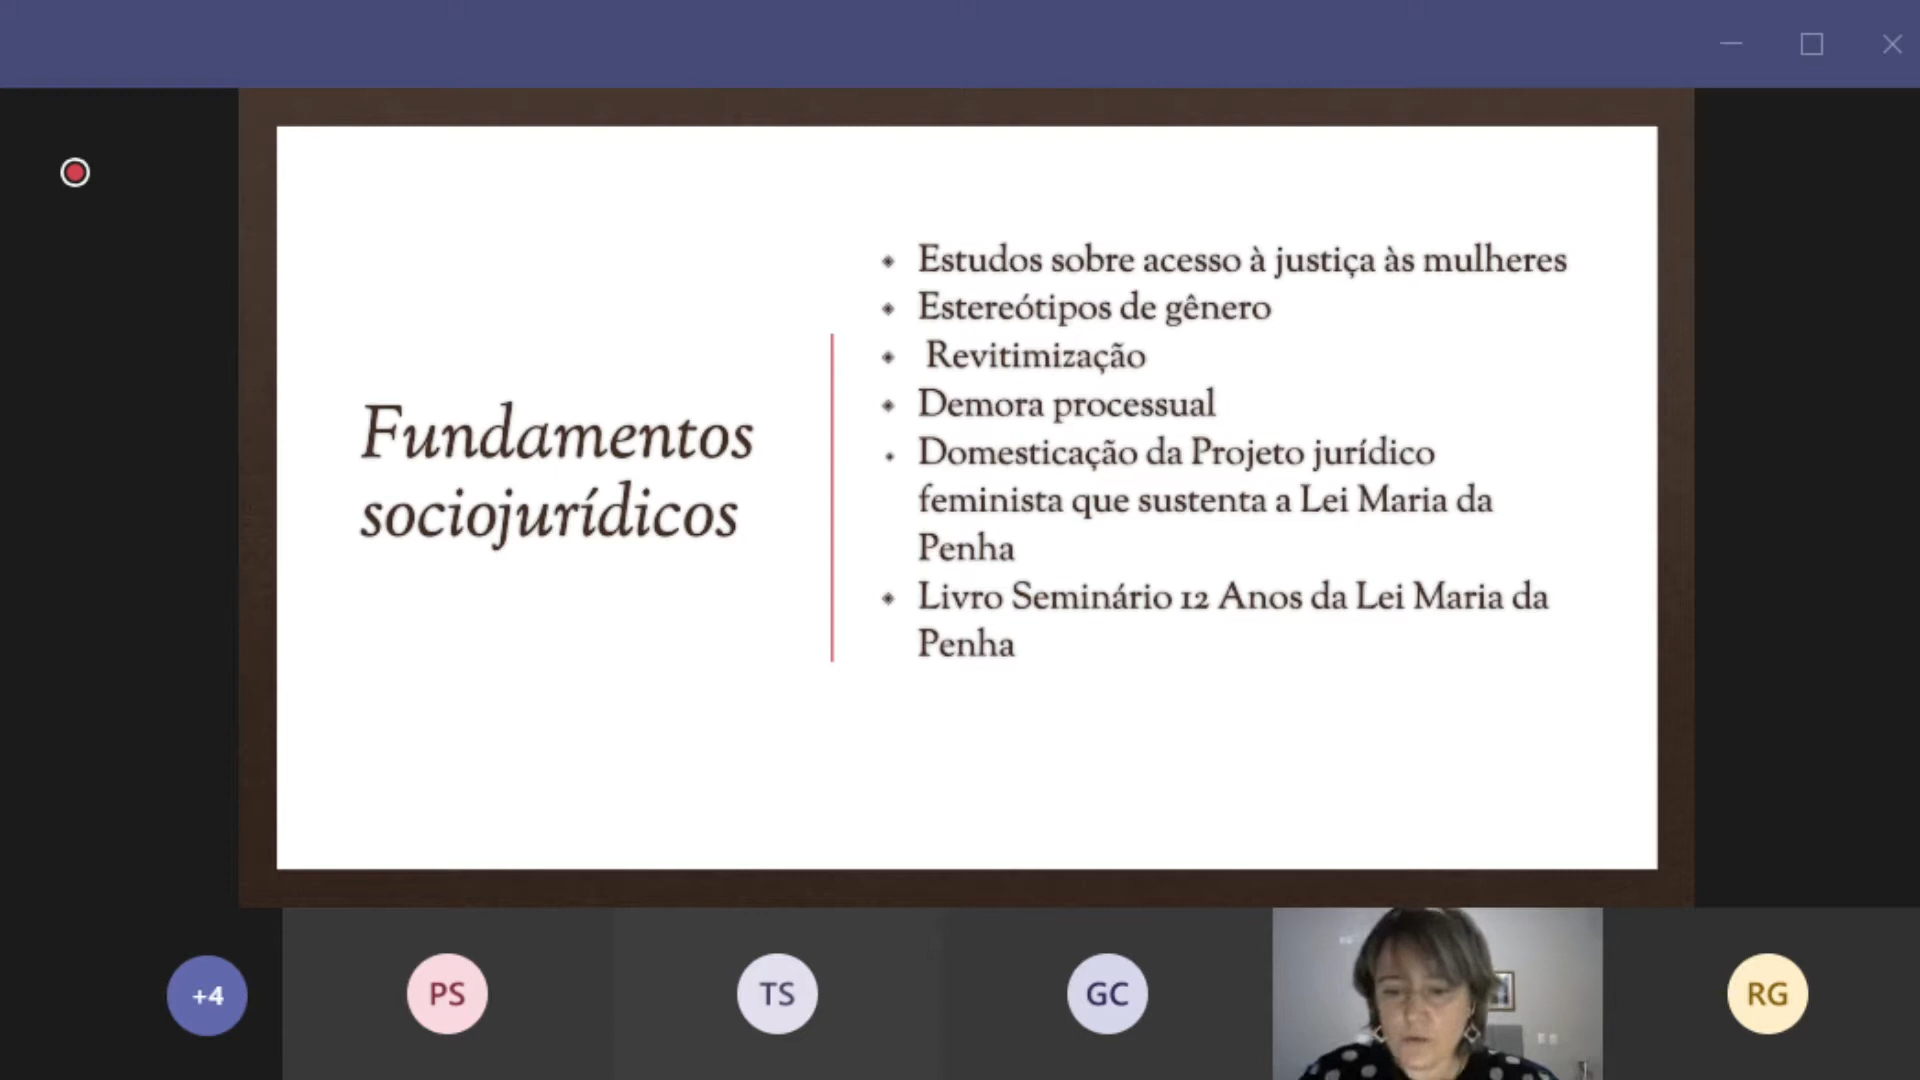 Fundamentos
sociojurídicos
Estudos sobre acesso à justiça às mulheres
Estereótipos de gênero
Revitimização
Demora processual
Domesticação da Projeto jurídico
feminista que sustenta a Lei Maria da
Penha
Livro Seminário 12 Anos da Lei Maria da
Penha
+4
PS
TS
GC
RG